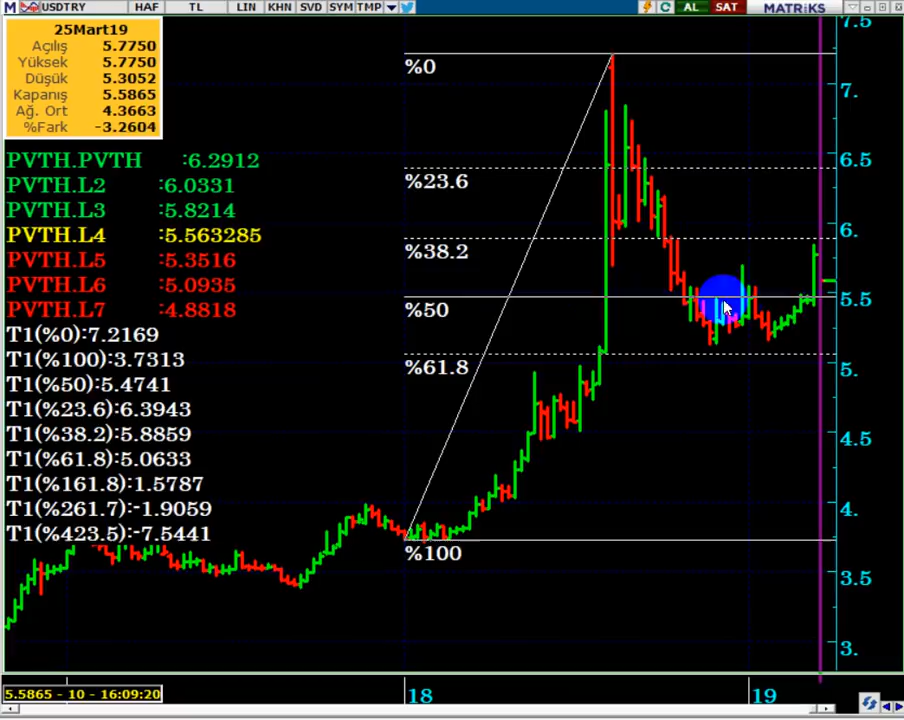 M USDTRY HAF TL LIN KHN SVD SYM TMP AL SAT MATRiKS
25Mart19
Açılış 5.7750
Yüksek 5.7750
Düşük 5.3052
Kapanış 5.5865
Ağ. Ort 4.3663
%Fark -3.2604
PVTH.PVTH :6.2912
PVTH.L2 :6.0331
PVTH.L3 :5.8214
PVTH.L4 :5.563285
PVTH.L5 :5.3516
PVTH.L6 :5.0935
PVTH.L7 :4.8818
T1(%0):7.2169
T1(%100):3.7313
T1(%50):5.4741
T1(%23.6):6.3943
T1(%38.2):5.8859
T1(%61.8):5.0633
T1(%161.8):1.5787
T1(%261.7):-1.9059
T1(%423.5):-7.5441
%0
%23.6
%38.2
%50
%61.8
%100
7.5
7.
6.5
6.
5.5
5.
4.5
4.
3.5
3.
5.5865 - 10 - 16:09:20
18
19